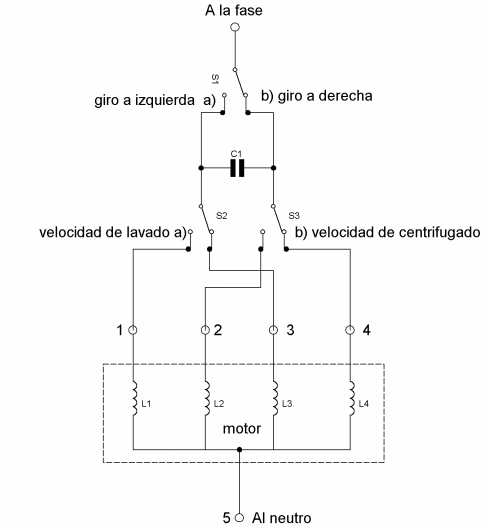 A la fase
S1
giro a izquierda a)
b) giro a derecha
C1
S2
S3
velocidad de lavado a)
b) velocidad de centrifugado
1
2
3
4
L1
L2
L3
L4
motor
5
Al neutro